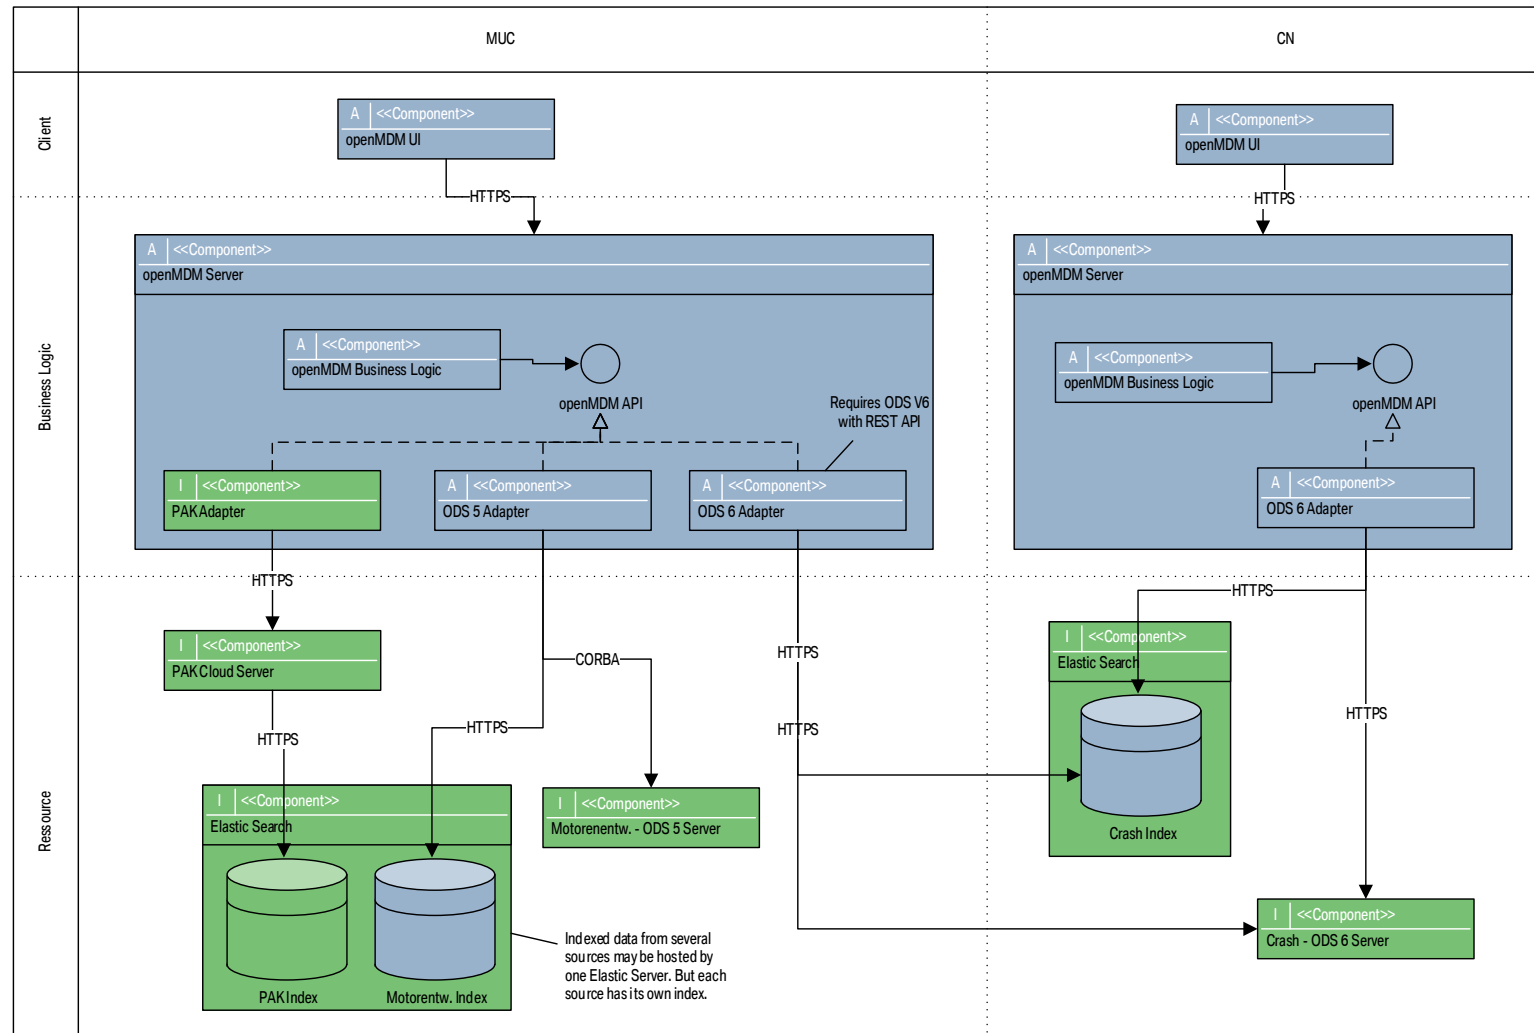 MUC
CN
Client
A <<Component>>
openMDM UI
A <<Component>>
openMDM UI
HTTPS
HTTPS
Business Logic
A <<Component>>
openMDM Server
A <<Component>>
openMDM Server
A <<Component>>
openMDM Business Logic
openMDM API
A <<Component>>
openMDM Business Logic
openMDM API
Requires ODS V6
with REST API
I <<Component>>
PAK Adapter
A <<Component>>
ODS 5 Adapter
A <<Component>>
ODS 6 Adapter
A <<Component>>
ODS 6 Adapter
Ressource
HTTPS
HTTPS
I <<Component>>
PAK Cloud Server
CORBA
HTTPS
I <<Component>>
Elastic Search
HTTPS
HTTPS
HTTPS
HTTPS
I <<Component>>
Elastic Search
I <<Component>>
Motorenentw. - ODS 5 Server
Crash Index
I <<Component>>
Crash - ODS 6 Server
PAK Index
Motorentw. Index
Indexed data from several
sources may be hosted by
one Elastic Server. But each
source has its own index.